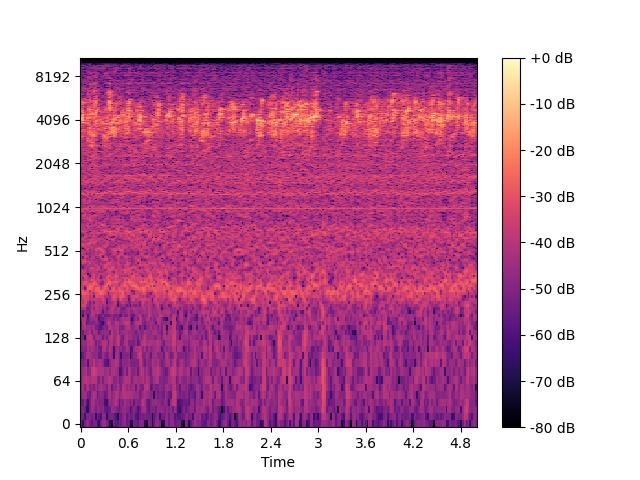 8192
4096
2048
1024
512
256
128
64
0
Hz
0 0.6 1.2 1.8 2.4 3 3.6 4.2 4.8
Time
+0 dB
-10 dB
-20 dB
-30 dB
-40 dB
-50 dB
-60 dB
-70 dB
-80 dB